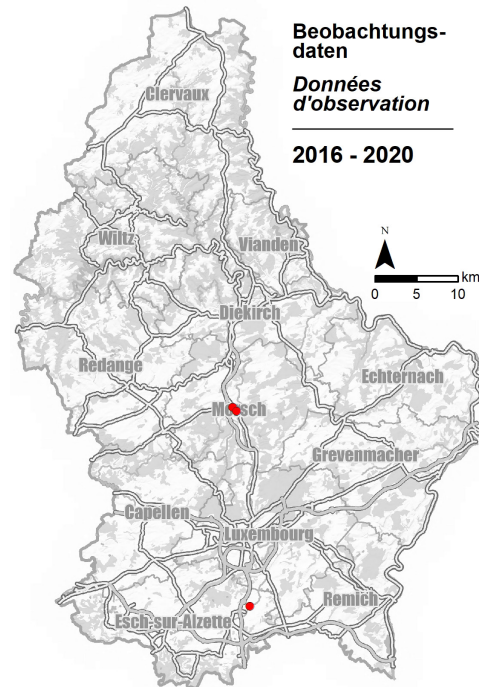 Beobachtungs-
daten
Données
d'observation
2016 - 2020
N
km
0 5 10
Clervaux
Wiltz
Vianden
Diekirch
Redange
Echternach
Mersch
Grevenmacher
Capellen
Luxembourg
Remich
Esch-sur-Alzette